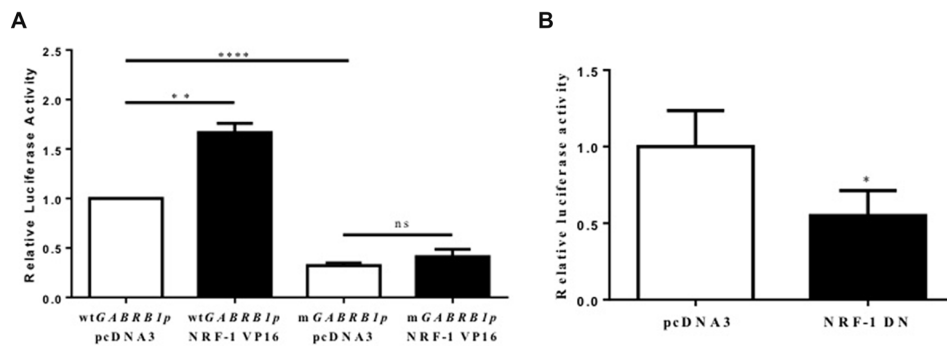 A
Relative Luciferase Activity
2.5
2.0
1.5
1.0
0.5
0.0
****
**
ns
wtGABRB1p wtGABRB1p mGABRB1p mGABRB1p
pcDNA3 NRF-1 VP16 pcDNA3 NRF-1 VP16
B
Relative luciferase activity
1.5
1.0
0.5
0.0
*
pcDNA3 NRF-1 DN